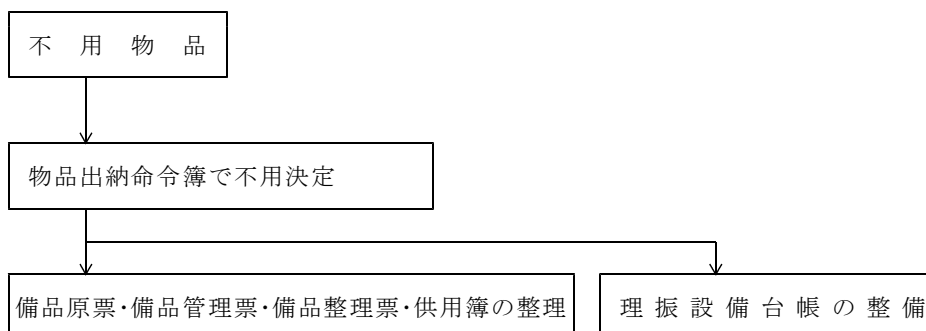 不用物品
物品出納命令簿で不用決定
備品原票・備品管理票・備品整理票・供用簿の整理
理振設備台帳の整備